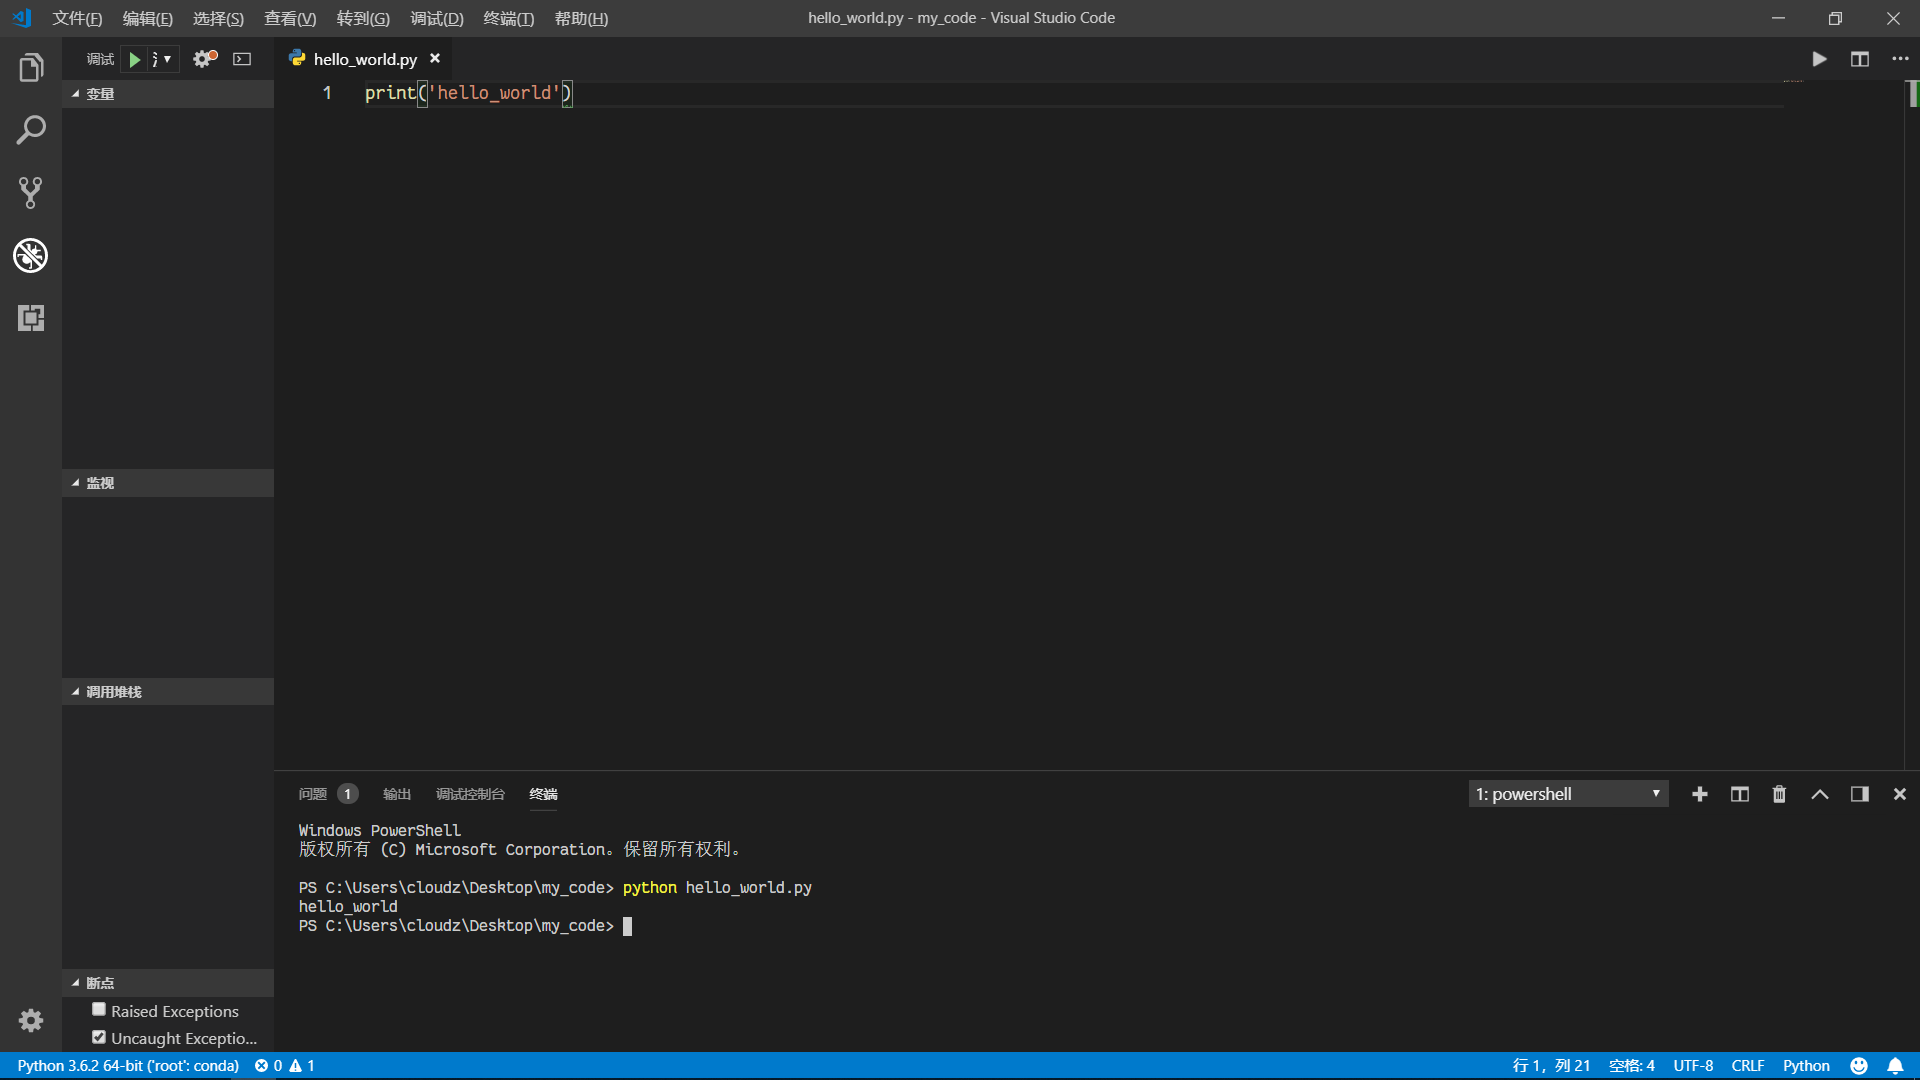 文件(F) 编辑(E) 选择(S) 查看(V) 转到(G) 调试(D) 终端(T) 帮助(H) hello_world.py - my_code - Visual Studio Code
调试
hello_world.py
变量
1 print('hello_world')
监视
调用堆栈
问题 1 输出 调试控制台 终端 1: powershell
Windows PowerShell
版权所有 (C) Microsoft Corporation。保留所有权利。
PS C:\Users\cloudz\Desktop\my_code> python hello_world.py
hello_world
PS C:\Users\cloudz\Desktop\my_code>
断点
Raised Exceptions
Uncaught Exceptio...
Python 3.6.2 64-bit ('root': conda) 0 1 行 1，列 21 空格: 4 UTF-8 CRLF Python